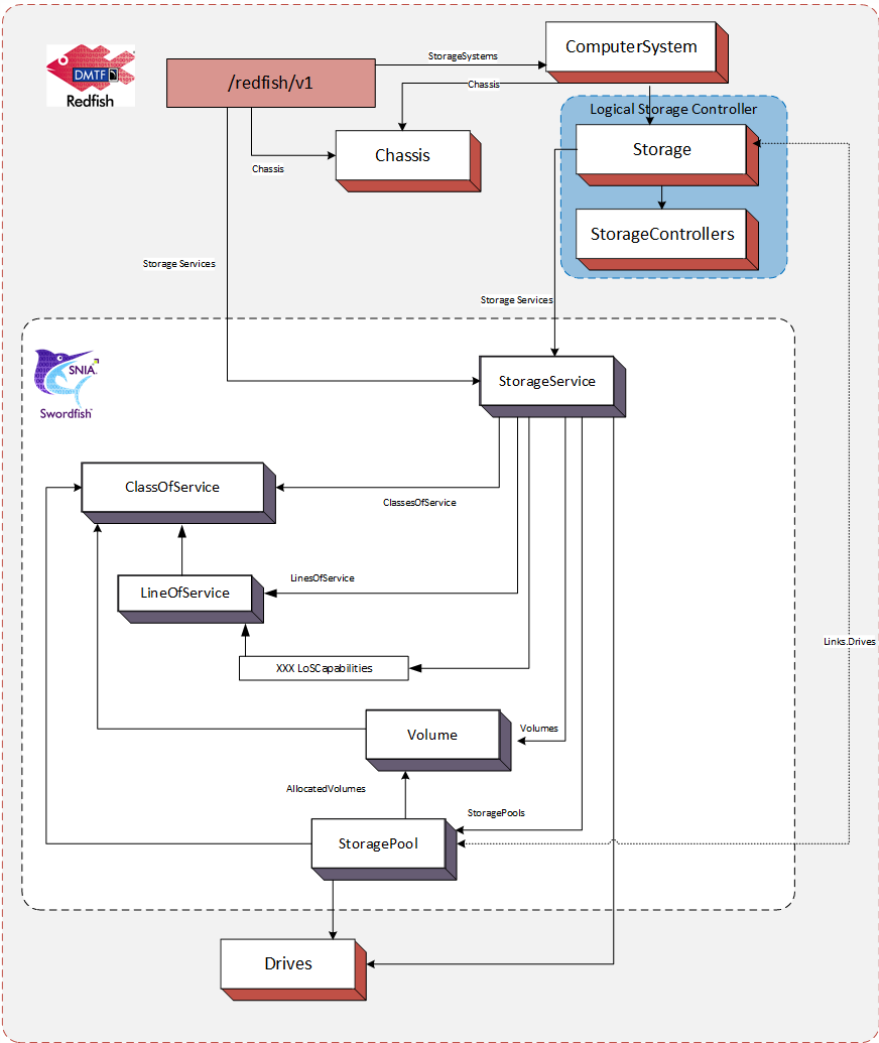 ComputerSystem
StorageSystems
DMTF
Redfish
/redfish/v1
Chassis
Logical Storage Controller
Storage
Chassis
Chassis
StorageControllers
Storage Services
Storage Services
SNIA
Swordfish
StorageService
ClassOfService
ClassesOfService
LinesOfService
LineOfService
Links.Drives
XXX LoSCapabilities
Volumes
Volume
AllocatedVolumes
StoragePools
StoragePool
Drives